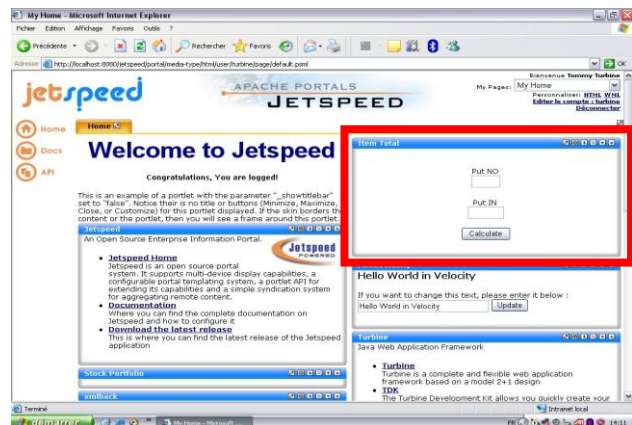 My Home - Microsoft Internet Explorer
Fichier Edition Affichage Favoris Outils ?
Précédente Rechercher Favoris
Adresse http://localhost:8080/jetspeed/portal/media-type/html/user/turbine/page/default.psml OK
jetspeed
APACHE PORTALS
JETSPEED
Bienvenue Tommy Turbine
My Pages: My Home
Personnaliser: HTML WML
Editer le compte : turbine
Déconnecter
Home
Docs
API
Home
Welcome to Jetspeed
Congratulations, You are logged!
This is an example of a portlet with the parameter "_showtitlebar"
set to "false". Notice their is no title or buttons (Minimize, Maximize,
Close, or Customize) for this portlet displayed. If the skin borders the
content or the portlet, then you will see a frame around this portlet.
Jetspeed
An Open Source Enterprise Information Portal.
Jetspeed
POWERED
Jetspeed Home
Jetspeed is an open source portal
system. It supports multi-device display capabilities, a
configurable portal templating system, a portlet API for
extending its capabilities and a simple syndication system
for aggregating remote content.
Documentation
Where you can find the complete documentation on
Jetspeed and how to configure it
Download the latest release
This is where you can find the latest release of the Jetspeed
application
Stock Portfolio
xmlhack
Item Total
Put NO
Put IN
Calculate
Hello World in Velocity
If you want to change this text, please enter it below :
Hello World in Velocity Update
Turbine
Java Web Application Framework
Turbine
Turbine is a complete and flexible web application
framework based on a model 2+1 design
TDK
The Turbine Development Kit allows you quickly create your
Terminé
Intranet local
démarrer
My Home - Microsoft ...
FR
14:11